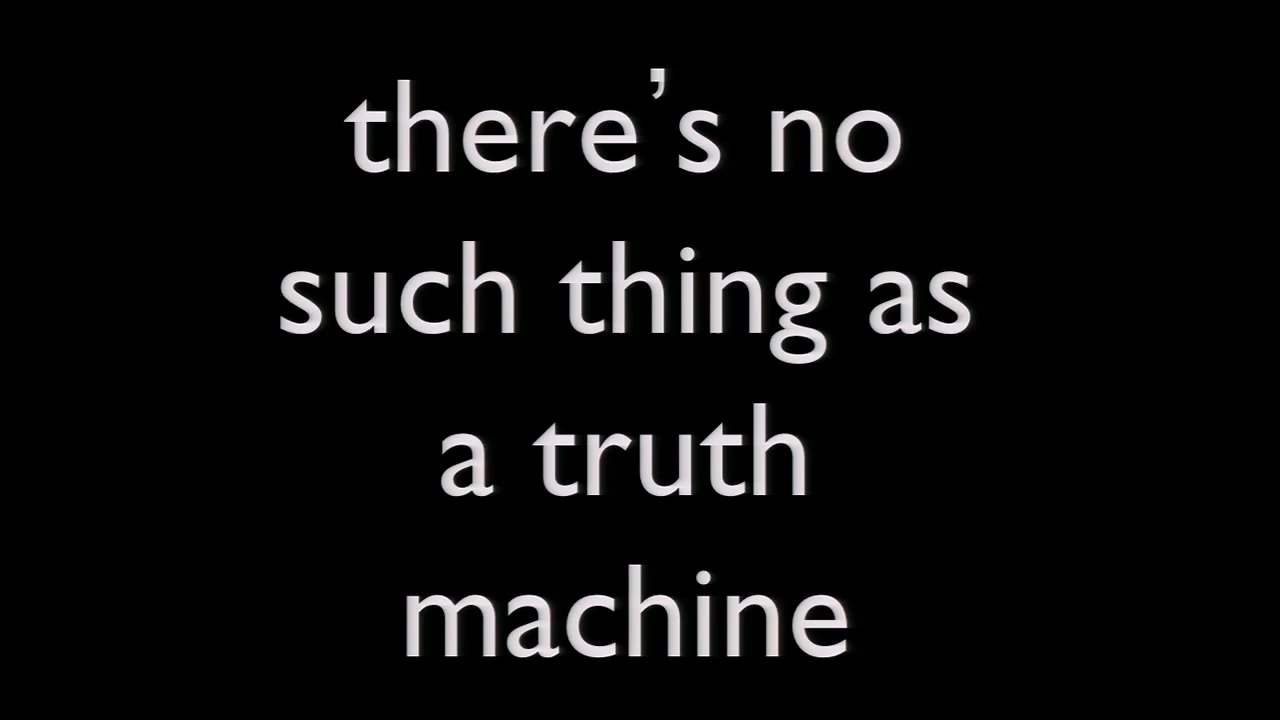 there’s no
such thing as
a truth
machine